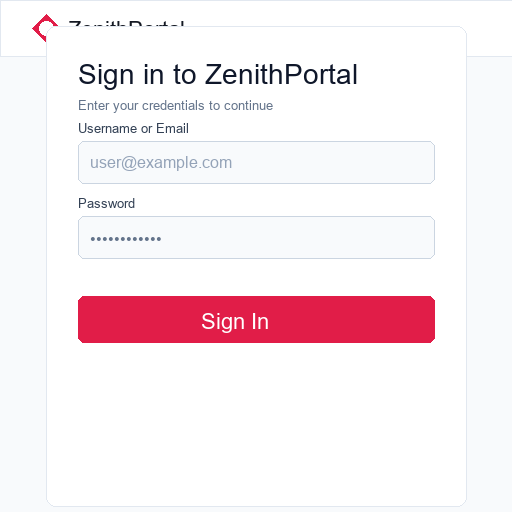 ZenithPortal
Sign in to ZenithPortal
Enter your credentials to continue
Username or Email
user@example.com
Password
••••••••••••
Sign In